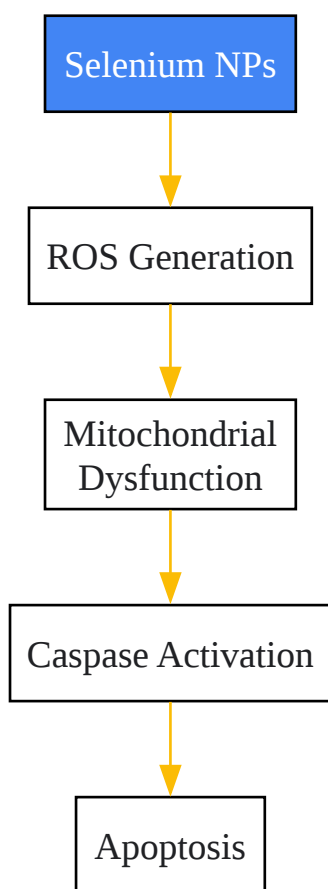 Selenium NPs
ROS Generation
Mitochondrial
Dysfunction
Caspase Activation
Apoptosis